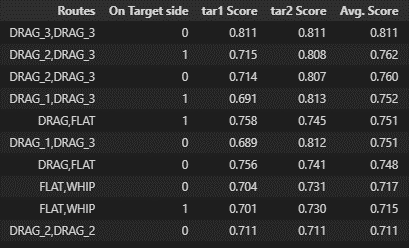 Routes On Target side tar1 Score tar2 Score Avg. Score
DRAG_3,DRAG_3 0 0.811 0.811 0.811
DRAG_2,DRAG_3 1 0.715 0.808 0.762
DRAG_2,DRAG_3 0 0.714 0.807 0.760
DRAG_1,DRAG_3 1 0.691 0.813 0.752
DRAG,FLAT 1 0.758 0.745 0.751
DRAG_1,DRAG_3 0 0.689 0.812 0.751
DRAG,FLAT 0 0.756 0.741 0.748
FLAT,WHIP 0 0.704 0.731 0.717
FLAT,WHIP 1 0.701 0.730 0.715
DRAG_2,DRAG_2 0 0.711 0.711 0.711